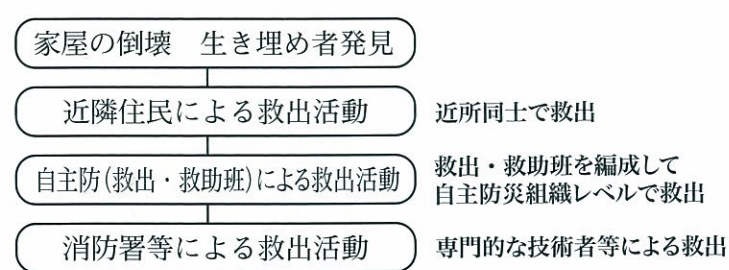 家屋の倒壊　生き埋め者発見
近隣住民による救出活動
近所同士で救出
自主防(救出・救助班)による救出活動
救出・救助班を編成して
自主防災組織レベルで救出
消防署等による救出活動
専門的な技術者等による救出